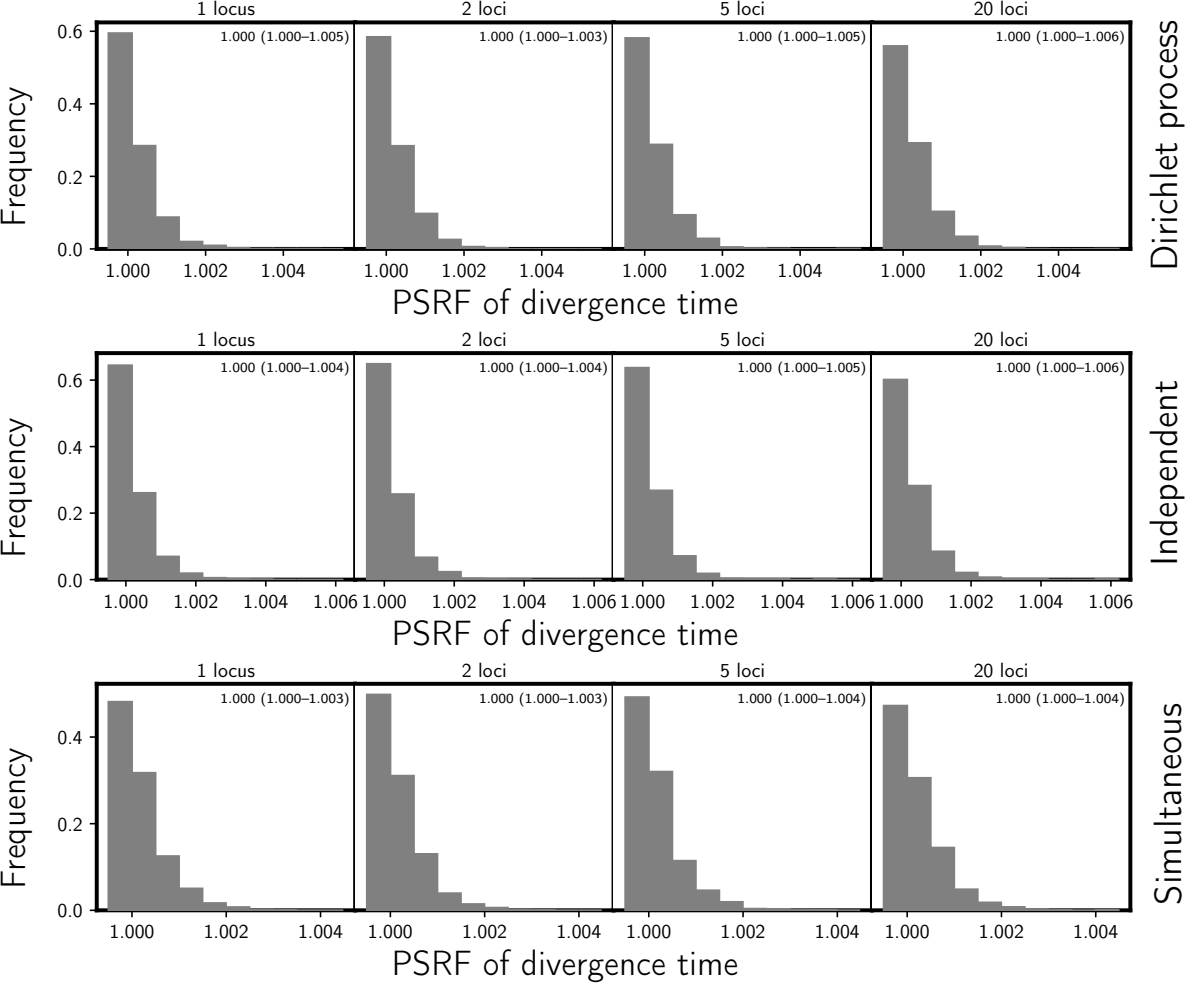 1 locus 2 loci 5 loci 20 loci
1.000 (1.000–1.005) 1.000 (1.000–1.003) 1.000 (1.000–1.005) 1.000 (1.000–1.006)
0.6
0.4
0.2
0.0
Frequency
Dirichlet process
1.000 1.002 1.004 1.000 1.002 1.004 1.000 1.002 1.004 1.000 1.002 1.004
PSRF of divergence time
1 locus 2 loci 5 loci 20 loci
1.000 (1.000–1.004) 1.000 (1.000–1.004) 1.000 (1.000–1.005) 1.000 (1.000–1.006)
0.6
0.4
0.2
0.0
Frequency
Independent
1.000 1.002 1.004 1.006 1.000 1.002 1.004 1.006 1.000 1.002 1.004 1.006 1.000 1.002 1.004 1.006
PSRF of divergence time
1 locus 2 loci 5 loci 20 loci
1.000 (1.000–1.003) 1.000 (1.000–1.003) 1.000 (1.000–1.004) 1.000 (1.000–1.004)
0.4
0.2
0.0
Frequency
Simultaneous
1.000 1.002 1.004 1.000 1.002 1.004 1.000 1.002 1.004 1.000 1.002 1.004
PSRF of divergence time